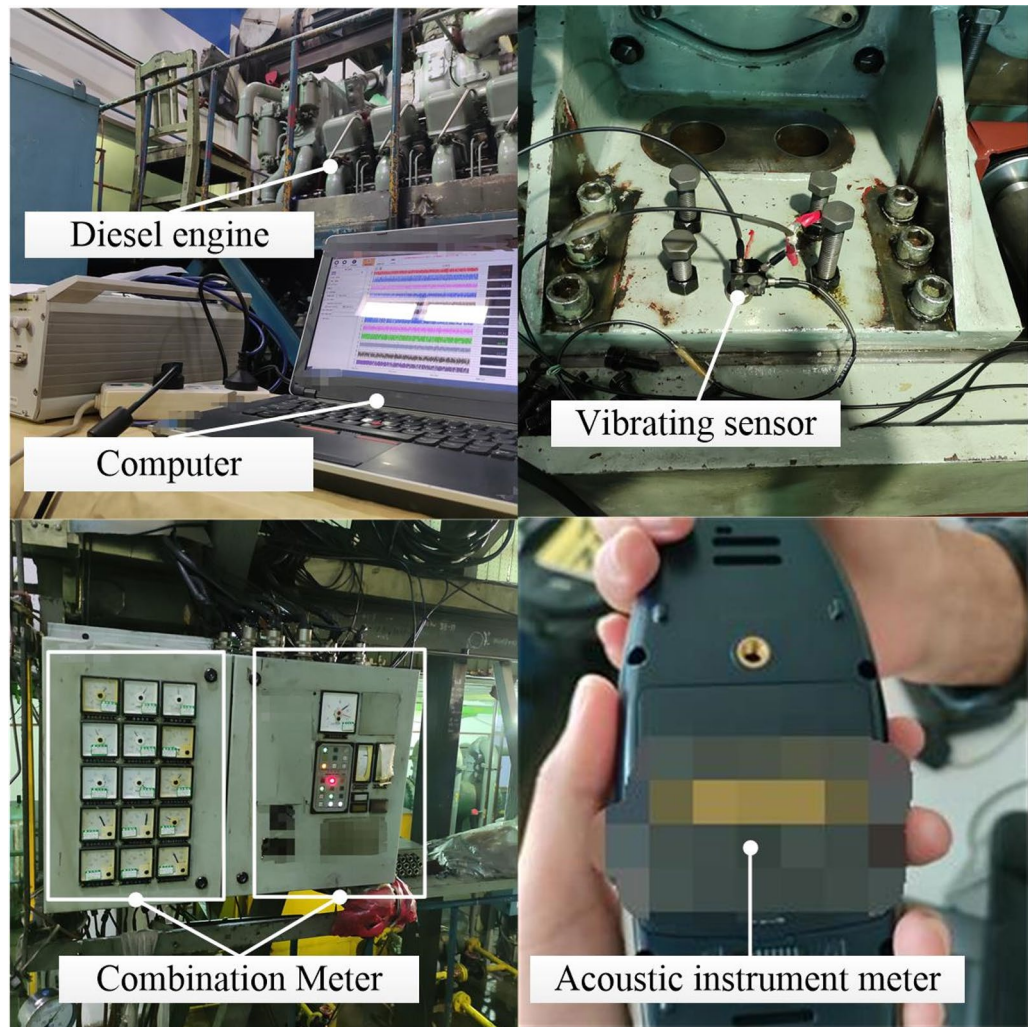 Diesel engine
Computer
Vibrating sensor
Combination Meter
Acoustic instrument meter